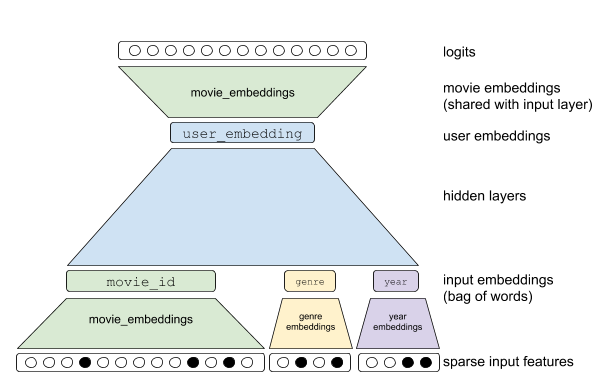 logits
movie_embeddings
movie embeddings
(shared with input layer)
user_embedding
user embeddings
hidden layers
movie_id
genre
year
input embeddings
(bag of words)
movie_embeddings
genre
embeddings
year
embeddings
sparse input features